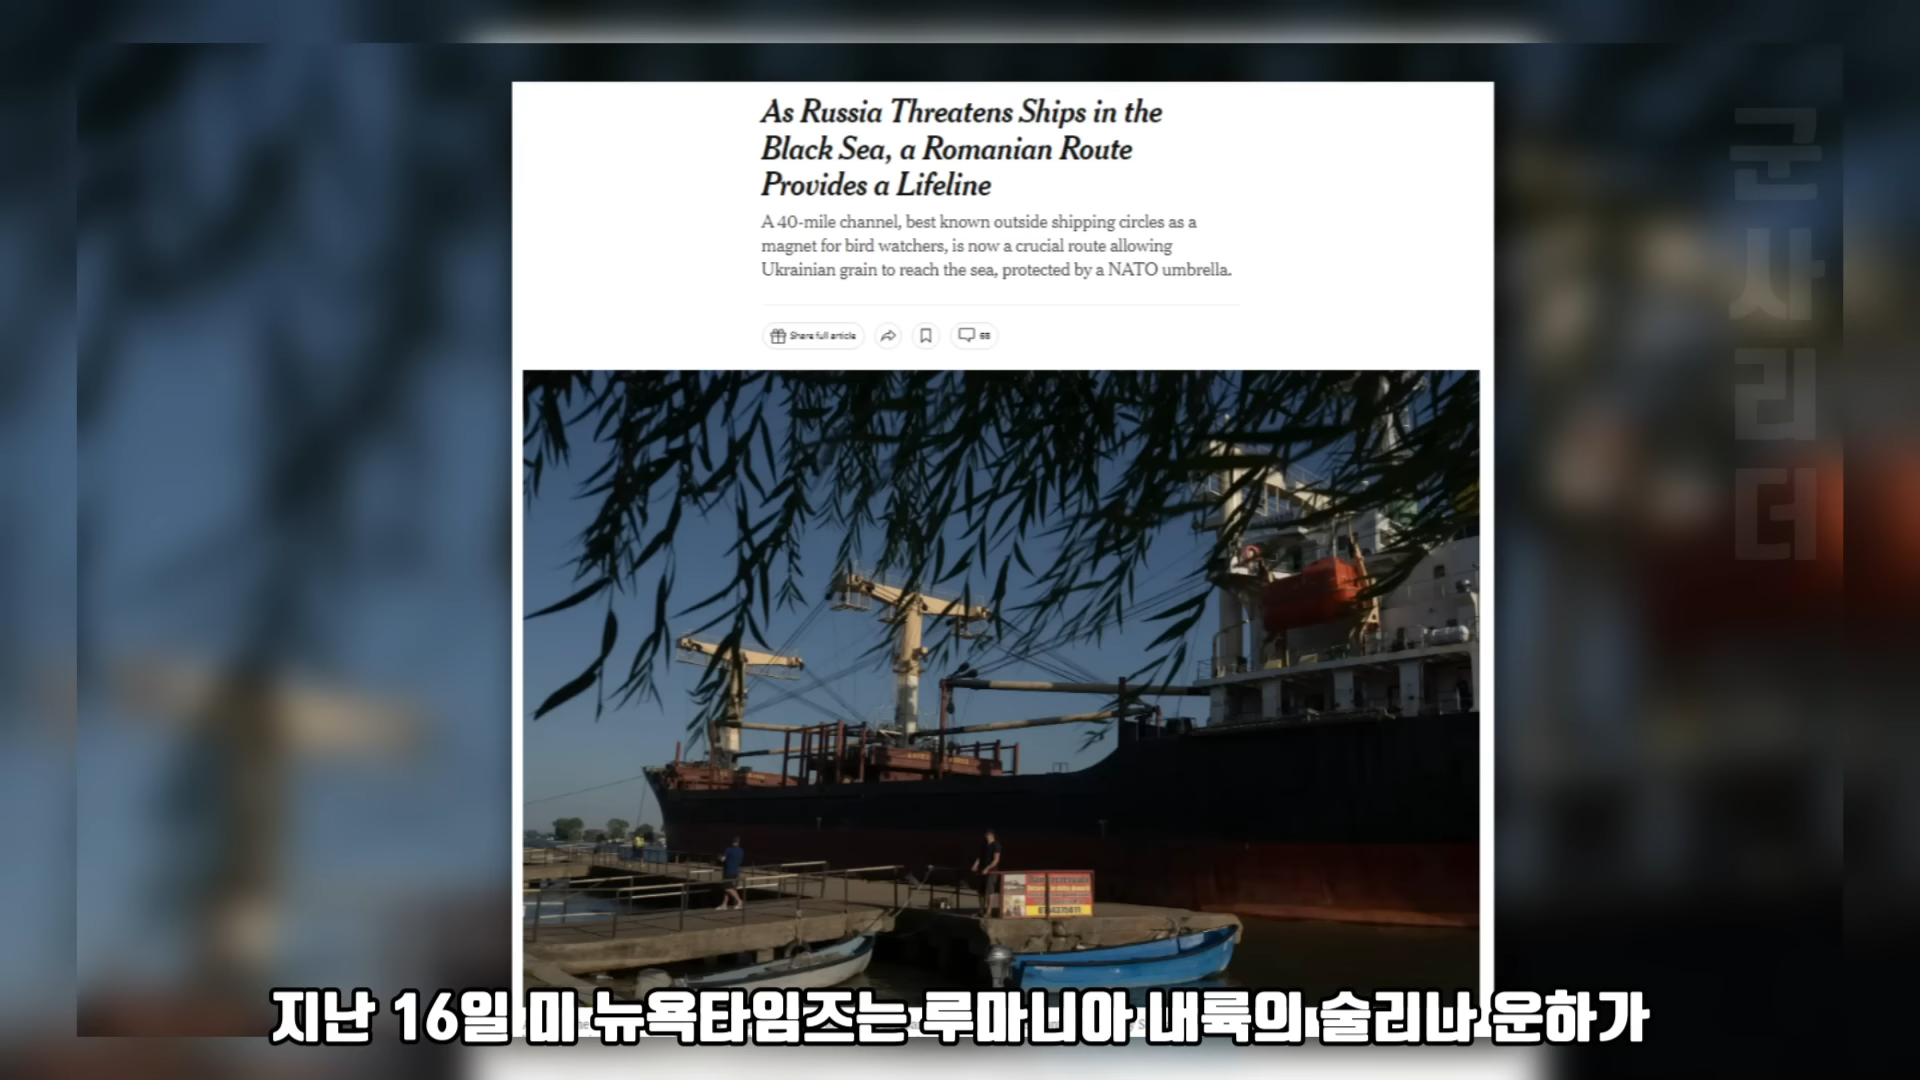 As Russia Threatens Ships in the
Black Sea, a Romanian Route
Provides a Lifeline
A 40-mile channel, best known outside shipping circles as a
magnet for bird watchers, is now a crucial route allowing
Ukrainian grain to reach the sea, protected by a NATO umbrella.
Share full article
군사리더
지난 16일 미 뉴욕타임즈는 루마니아 내륙의 술리나 운하가